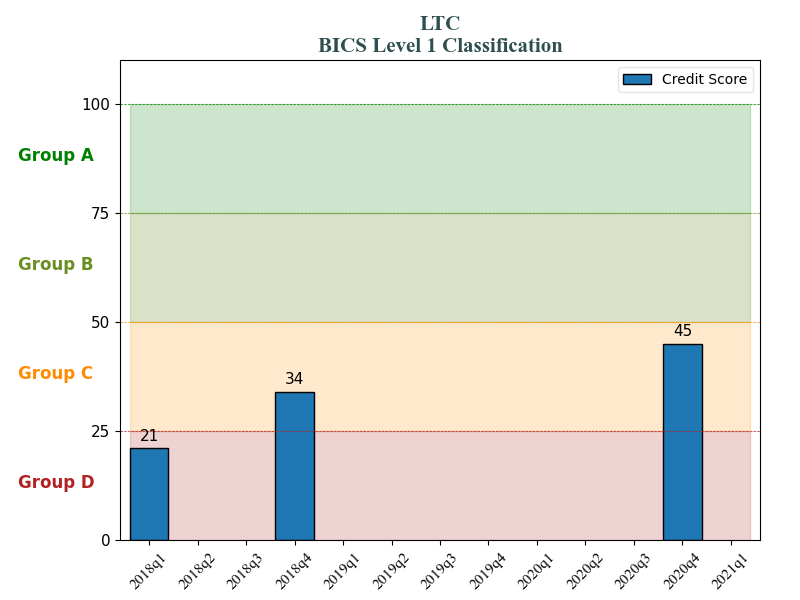 LTC
BICS Level 1 Classification
Credit Score
100
Group A
75
Group B
50
45
Group C
34
25
21
Group D
0
2018q1 2018q2 2018q3 2018q4 2019q1 2019q2 2019q3 2019q4 2020q1 2020q2 2020q3 2020q4 2021q1